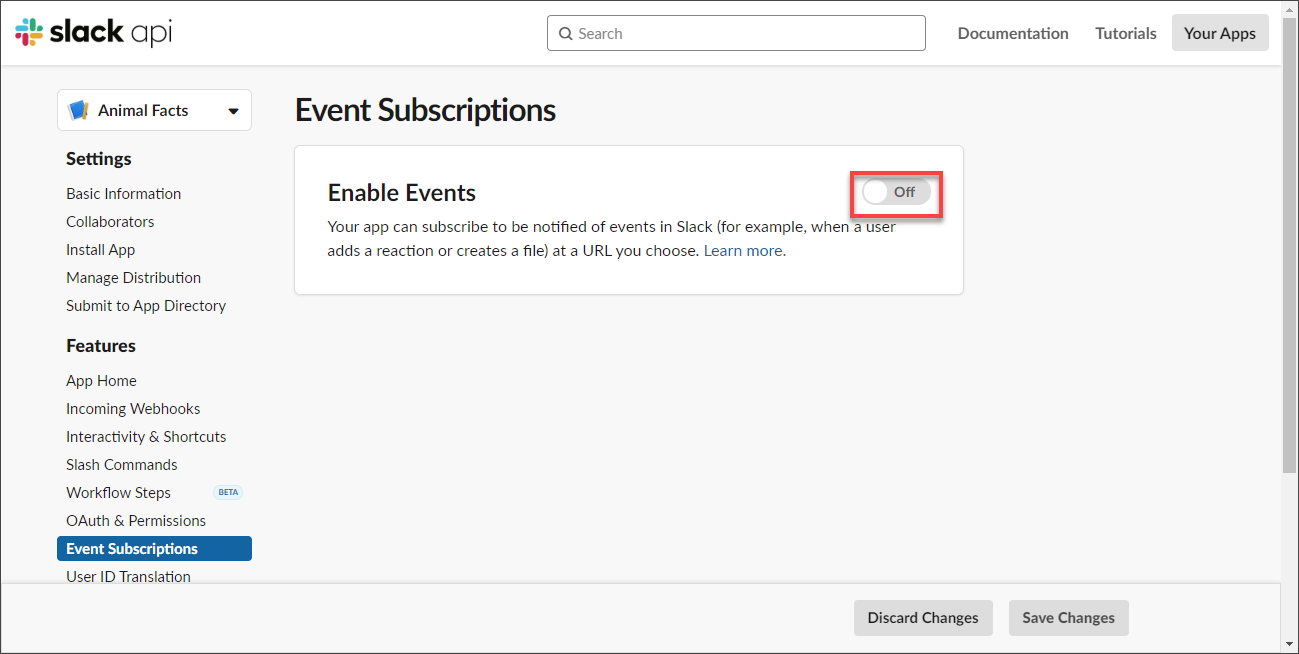 slack api
Search
Documentation
Tutorials
Your Apps
Animal Facts
Settings
Basic Information
Collaborators
Install App
Manage Distribution
Submit to App Directory
Features
App Home
Incoming Webhooks
Interactivity & Shortcuts
Slash Commands
Workflow Steps BETA
OAuth & Permissions
Event Subscriptions
User ID Translation
Event Subscriptions
Enable Events
Off
Your app can subscribe to be notified of events in Slack (for example, when a user
adds a reaction or creates a file) at a URL you choose. Learn more.
Discard Changes
Save Changes